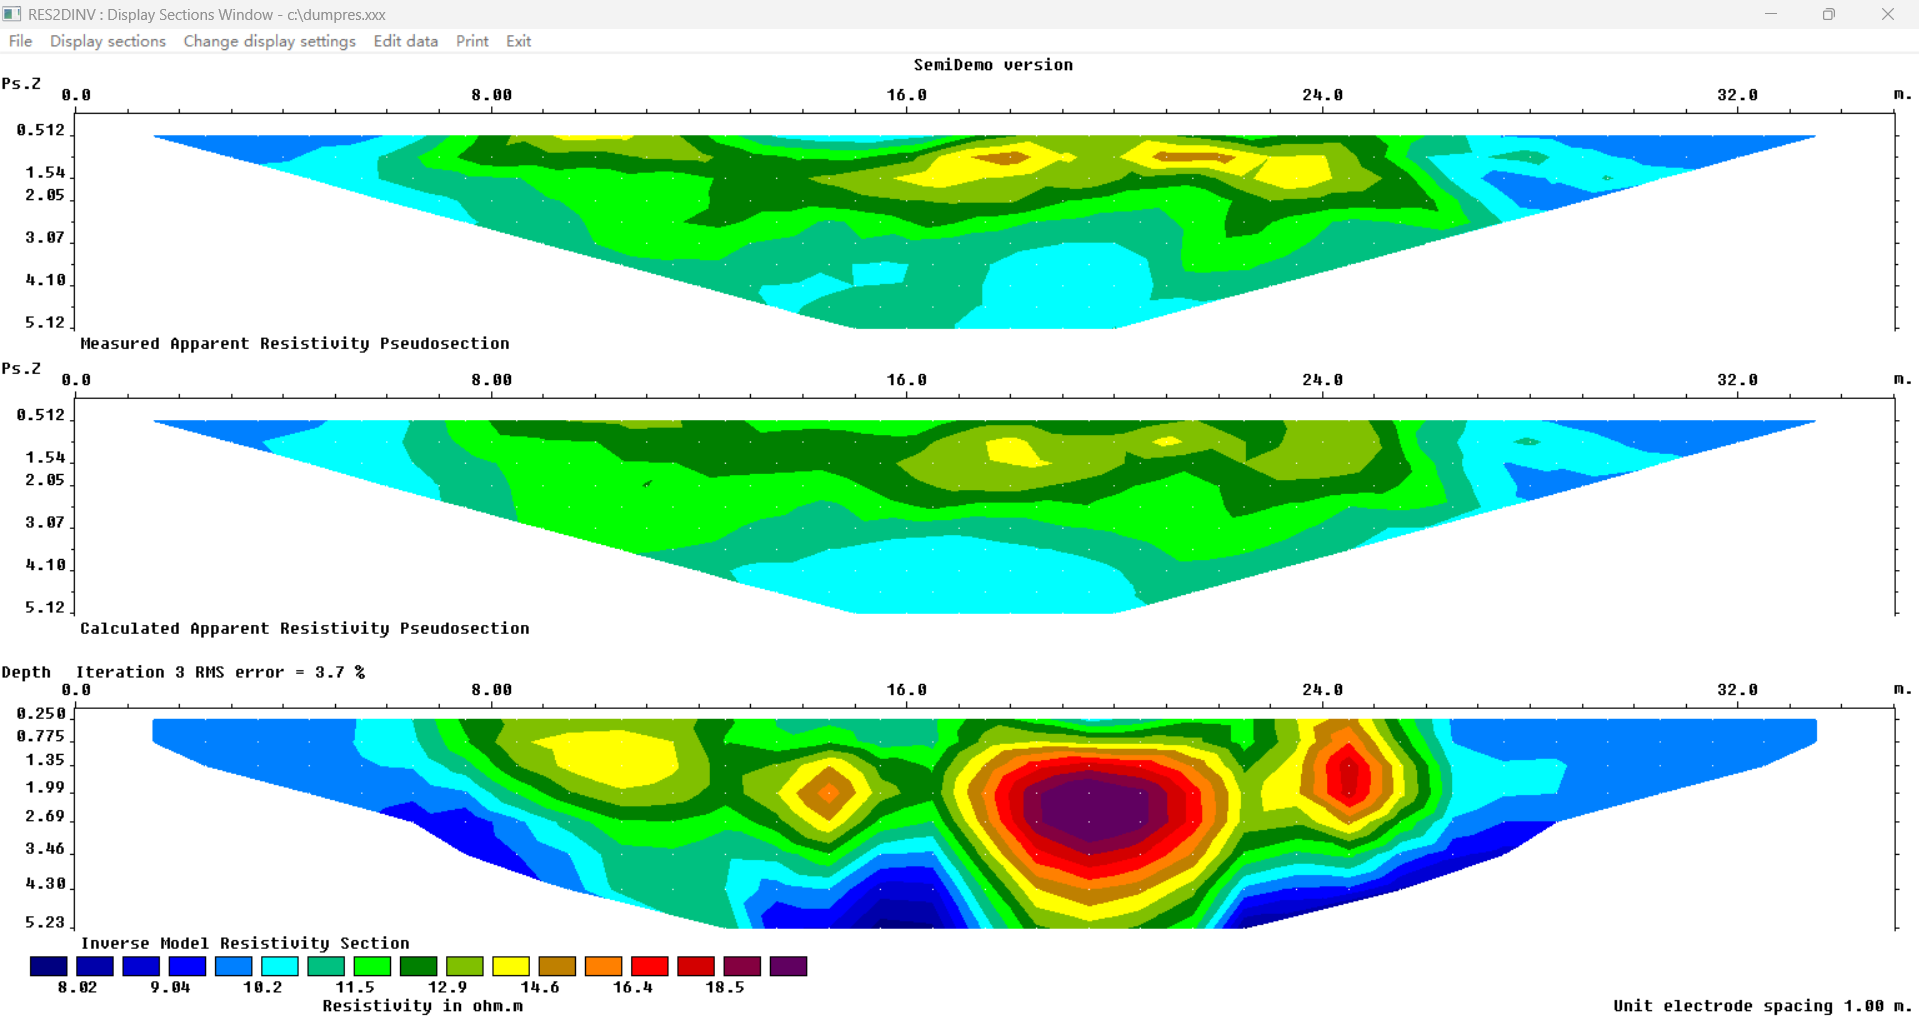 RES2DINV : Display Sections Window - c:\dumpres.xxx
File Display sections Change display settings Edit data Print Exit
SemiDemo version
Ps.Z
0.0 8.00 16.0 24.0 32.0 m.
0.512
1.54
2.05
3.07
4.10
5.12
Measured Apparent Resistivity Pseudosection
Ps.Z
0.0 8.00 16.0 24.0 32.0 m.
0.512
1.54
2.05
3.07
4.10
5.12
Calculated Apparent Resistivity Pseudosection
Depth Iteration 3 RMS error = 3.7 %
0.0 8.00 16.0 24.0 32.0 m.
0.250
0.775
1.35
1.99
2.69
3.46
4.30
5.23
Inverse Model Resistivity Section
8.02 9.04 10.2 11.5 12.9 14.6 16.4 18.5
Resistivity in ohm.m
Unit electrode spacing 1.00 m.